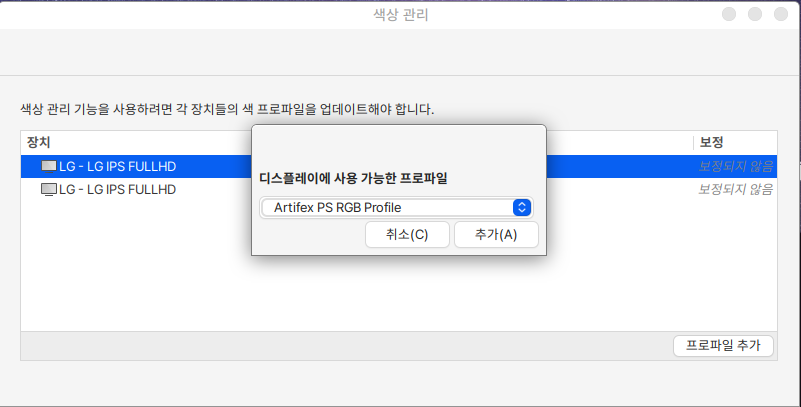 색상 관리
색상 관리 기능을 사용하려면 각 장치들의 색 프로파일을 업데이트해야 합니다.
장치
보정
LG - LG IPS FULLHD
보정되지 않음
LG - LG IPS FULLHD
보정되지 않음
디스플레이에 사용 가능한 프로파일
Artifex PS RGB Profile
취소(C)
추가(A)
프로파일 추가